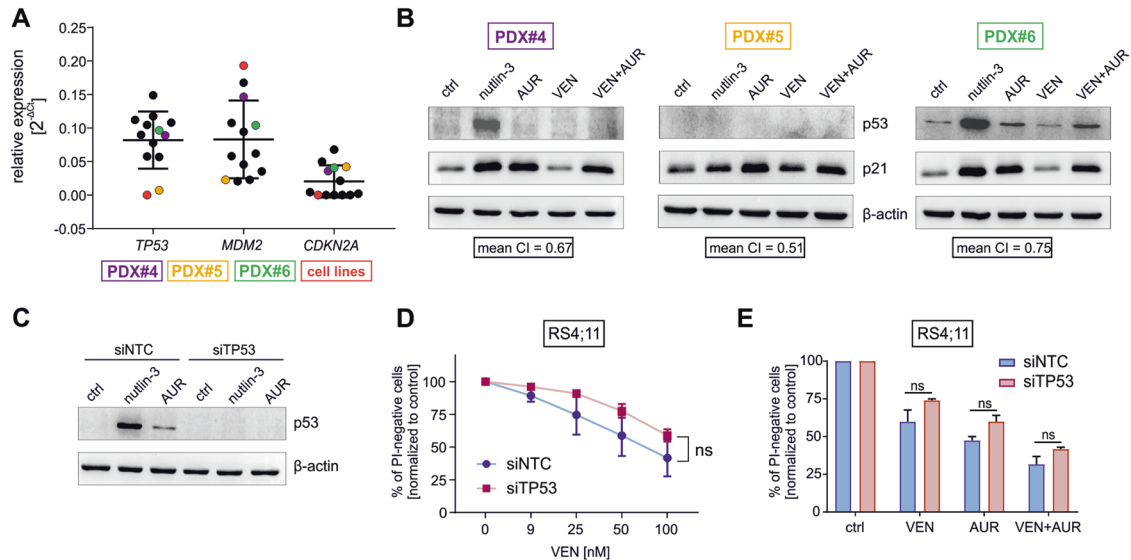 A
relative expression
[2^-ΔCt]
0.25
0.20
0.15
0.10
0.05
0.00
-0.05
TP53 MDM2 CDKN2A
PDX#4 PDX#5 PDX#6 cell lines
B
PDX#4 PDX#5 PDX#6
ctrl nutlin-3 AUR VEN VEN+AUR ctrl nutlin-3 AUR VEN VEN+AUR ctrl nutlin-3 AUR VEN VEN+AUR
p53
p21
β-actin
mean CI = 0.67 mean CI = 0.51 mean CI = 0.75
C
siNTC siTP53
ctrl nutlin-3 AUR ctrl nutlin-3 AUR
p53
β-actin
D
RS4;11
% of PI-negative cells
[normalized to control]
100
75
50
25
0
siNTC
siTP53
ns
0 9 25 50 100
VEN [nM]
E
RS4;11
% of PI-negative cells
[normalized to control]
100
75
50
25
0
siNTC
siTP53
ns ns ns
ctrl VEN AUR VEN+AUR